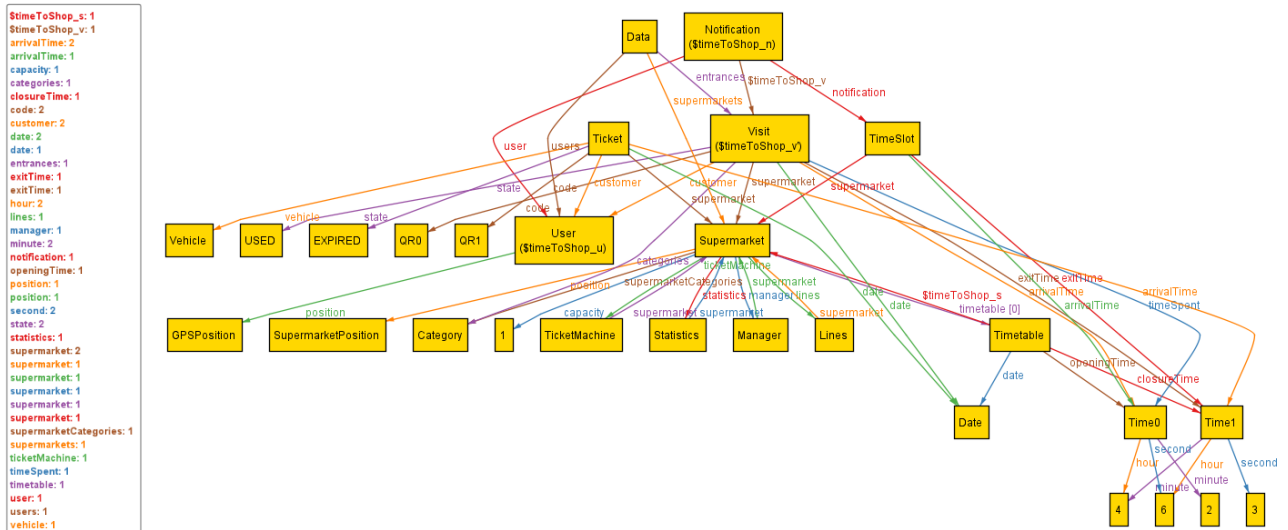 $timeToShop_s: 1
$timeToShop_v: 1
arrivalTime: 2
arrivalTime: 1
capacity: 1
categories: 1
closureTime: 1
code: 2
customer: 2
date: 2
date: 1
entrances: 1
exitTime: 1
exitTime: 1
hour: 2
lines: 1
manager: 1
minute: 2
notification: 1
openingTime: 1
position: 1
position: 1
second: 2
state: 2
statistics: 1
supermarket: 2
supermarket: 1
supermarket: 1
supermarket: 1
supermarket: 1
supermarket: 1
supermarketCategories: 1
supermarkets: 1
ticketMachine: 1
timeSpent: 1
timetable: 1
user: 1
users: 1
vehicle: 1
Data
Notification
($timeToShop_n)
entrances
$timeToShop_v
notification
supermarkets
Ticket
Visit
($timeToShop_v')
TimeSlot
user
users
code
customer
customer
supermarket
supermarket
supermarket
state
code
vehicle
state
Vehicle
USED
EXPIRED
QR0
QR1
User
($timeToShop_u)
Supermarket
categories
ticketMachine
supermarketCategories
supermarket
position
exitTime
exitTime
arrivalTime
arrivalTime
timeSpent
arrivalTime
date
date
position
capacity
supermarket
statistics
supermarket
manager
lines
supermarket
$timeToShop_s
timetable [0]
GPSPosition
SupermarketPosition
Category
1
TicketMachine
Statistics
Manager
Lines
Timetable
openingTime
closureTime
date
Date
Time0
Time1
hour
second
minute
hour
minute
second
4
6
2
3